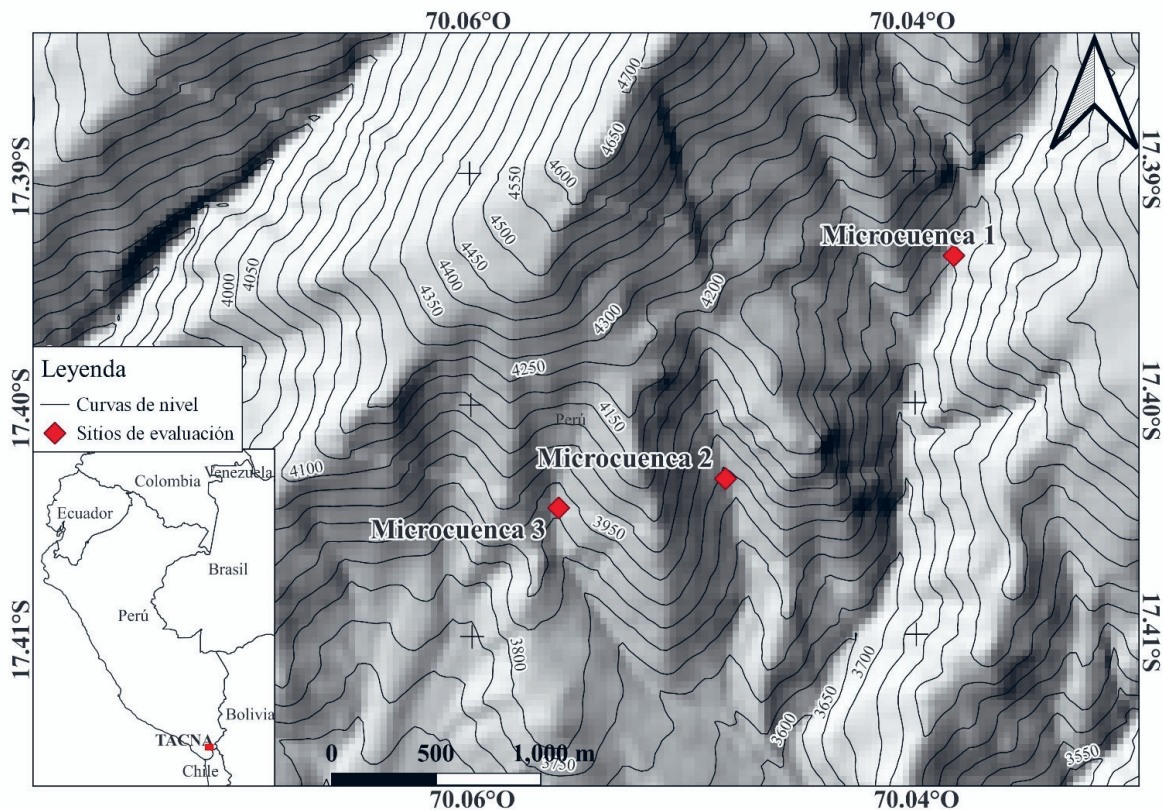 70.06°O 70.04°O
4700
4650
17.39°S 17.39°S
4600
4550
4500
Microcuenca 1
4450
4400
4050
4000
4200
4350
4300
Leyenda
Curvas de nivel
Sitios de evaluación
4250
17.40°S 17.40°S
4150
Perú
4100
Microcuenca 2
3950
Microcuenca 3
Venezuela
Colombia
Ecuador
Brasil
Perú
17.41°S 17.41°S
3800
3700
3650
3600
Bolivia
TACNA
Chile
0 500 1,000 m
3750
3550
70.06°O 70.04°O